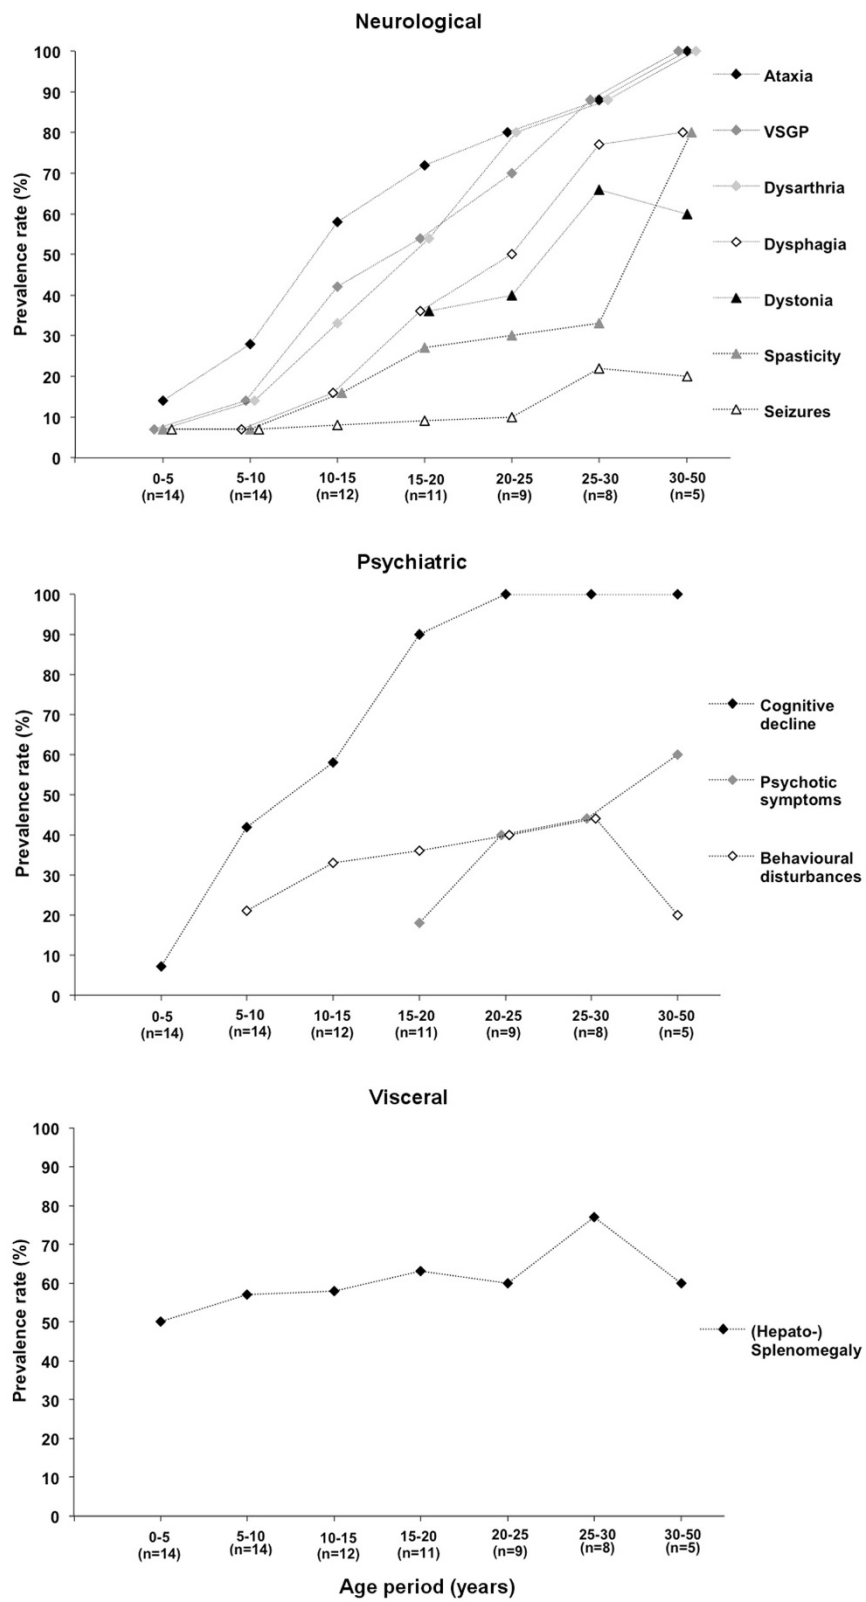 Neurological
Prevalence rate (%)
100
90
80
70
60
50
40
30
20
10
0
0-5 5-10 10-15 15-20 20-25 25-30 30-50
(n=14) (n=14) (n=12) (n=11) (n=9) (n=8) (n=5)
Ataxia
VSGP
Dysarthria
Dysphagia
Dystonia
Spasticity
Seizures
Psychiatric
Prevalence rate (%)
100
90
80
70
60
50
40
30
20
10
0
0-5 5-10 10-15 15-20 20-25 25-30 30-50
(n=14) (n=14) (n=12) (n=11) (n=9) (n=8) (n=5)
Cognitive
decline
Psychotic
symptoms
Behavioural
disturbances
Visceral
Prevalence rate (%)
100
90
80
70
60
50
40
30
20
10
0
0-5 5-10 10-15 15-20 20-25 25-30 30-50
(n=14) (n=14) (n=12) (n=11) (n=9) (n=8) (n=5)
(Hepato-)
Splenomegaly
Age period (years)